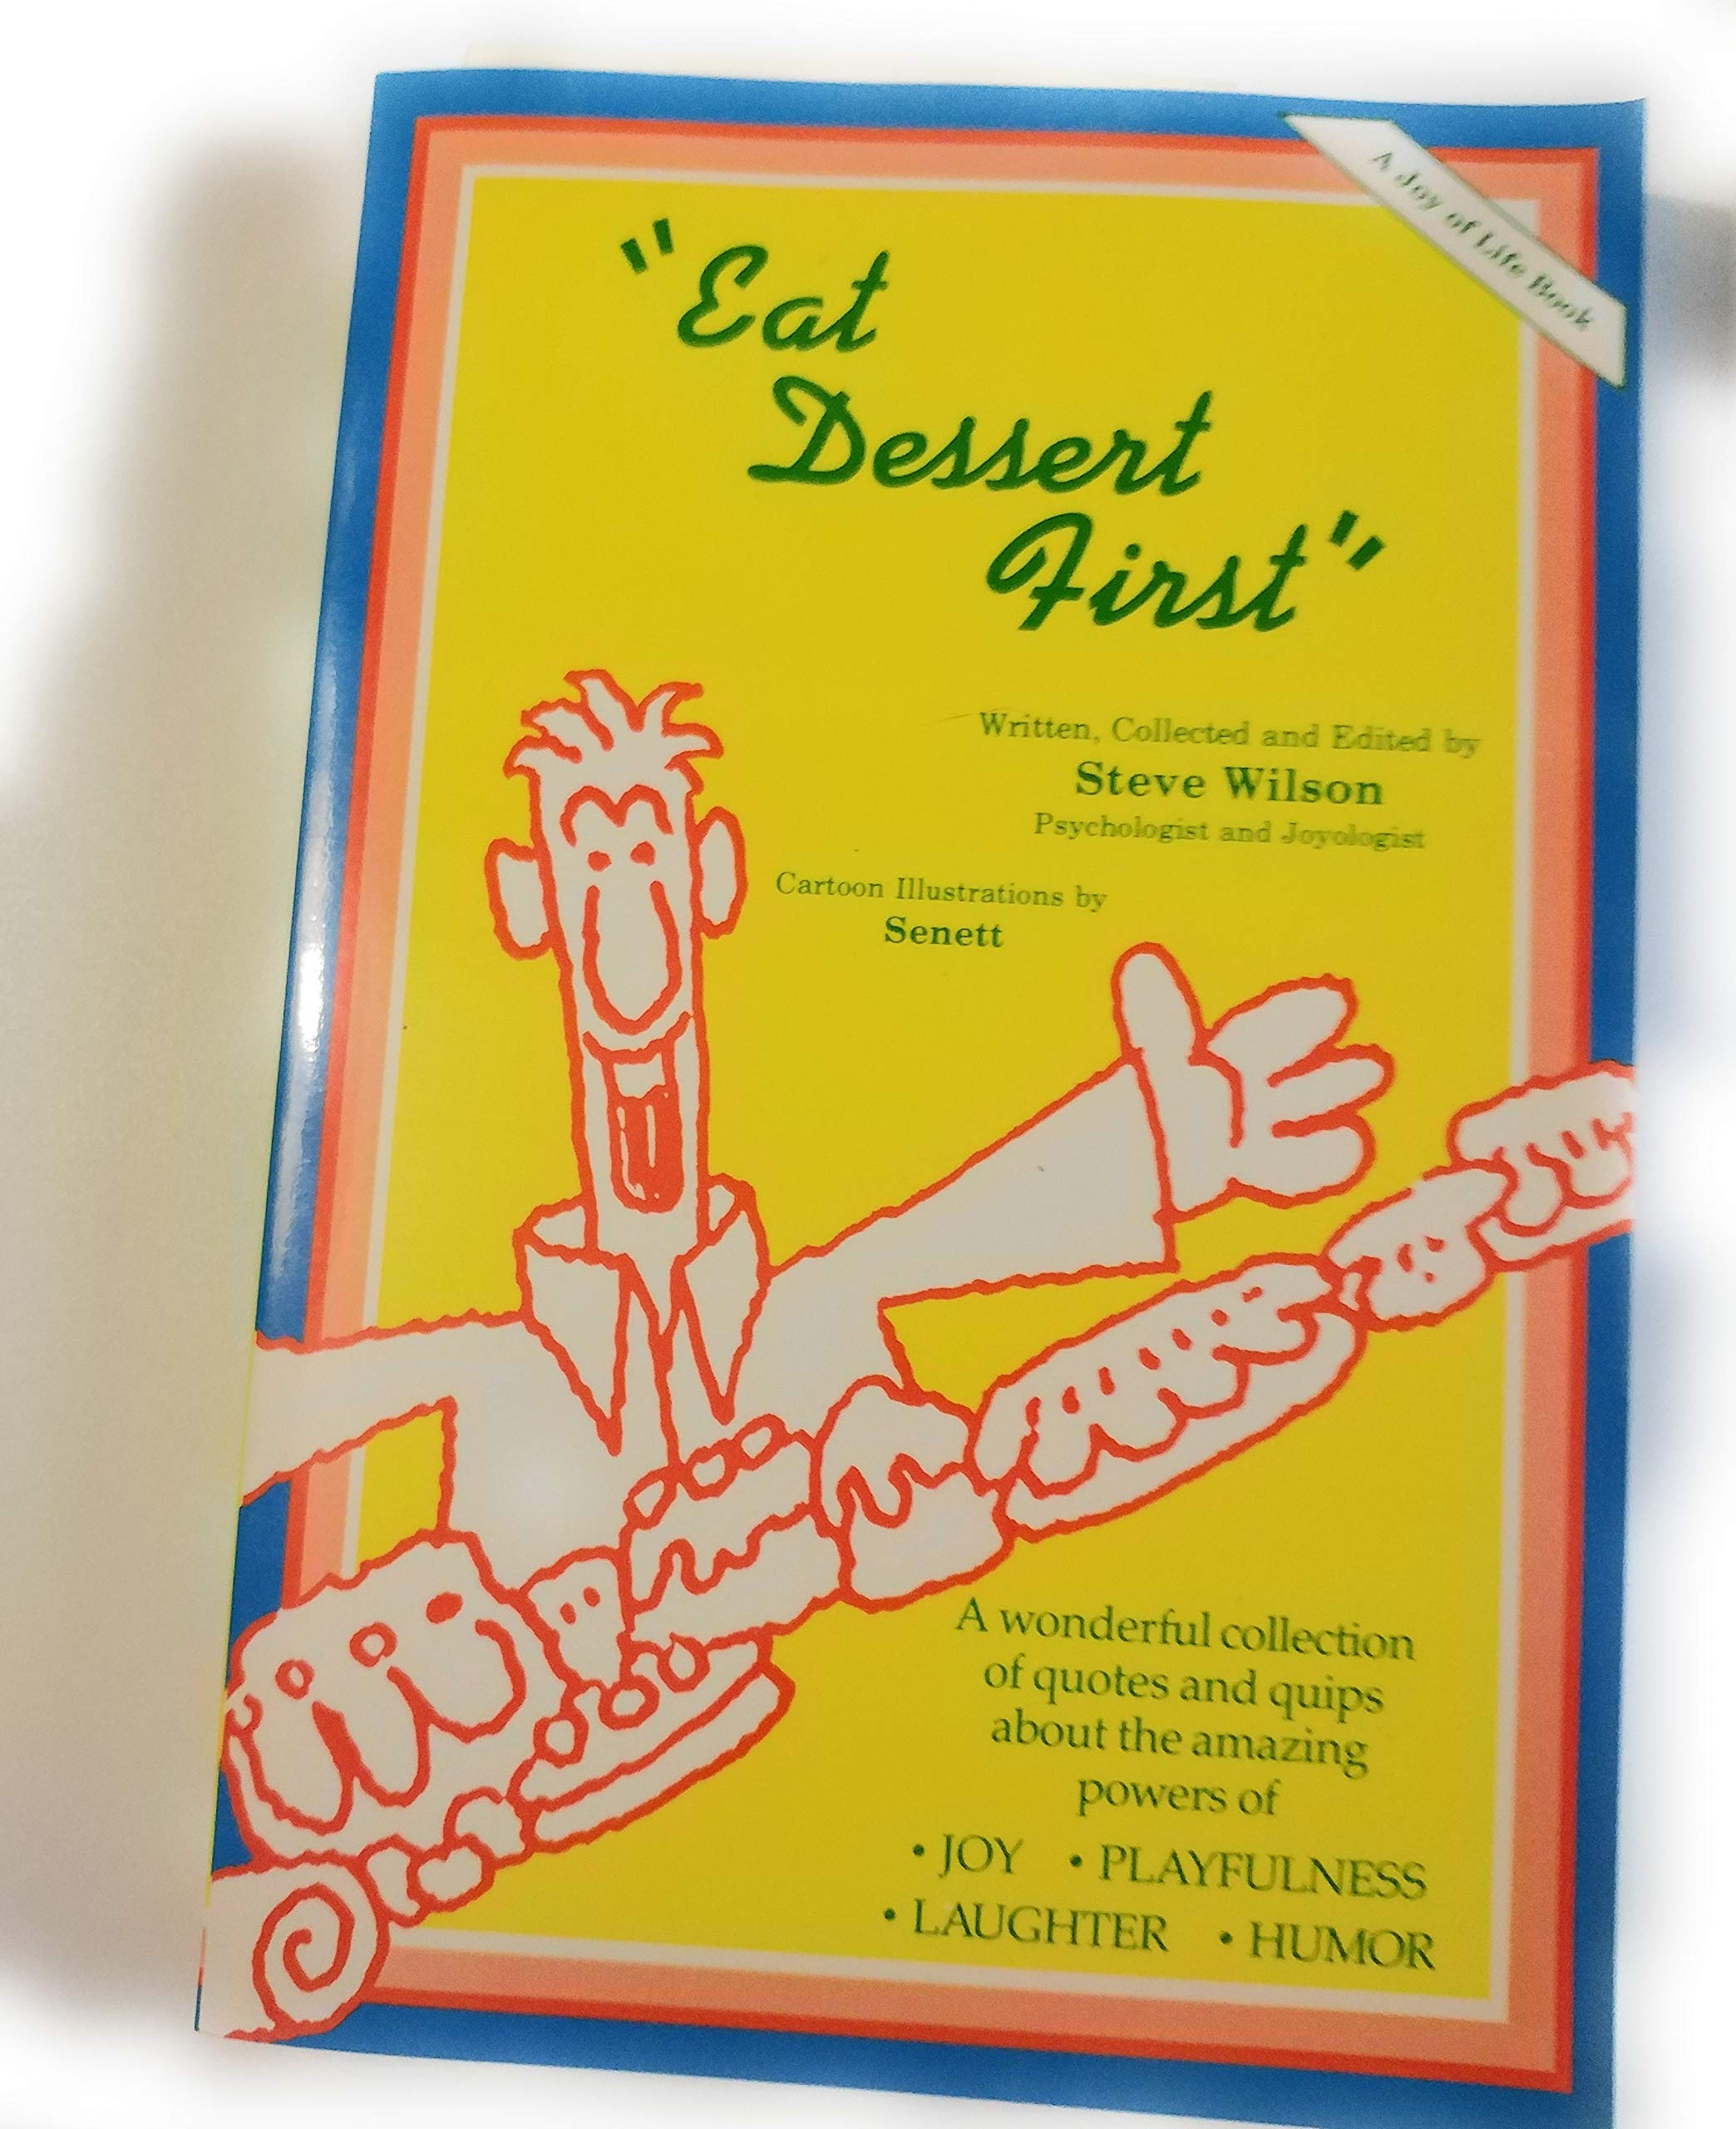 A Joy of Life Book
"Eat
Dessert
First"
Written, Collected and Edited by
Steve Wilson
Psychologist and Joyologist
Cartoon Illustrations by
Senett
A wonderful collection
of quotes and quips
about the amazing
powers of
• JOY • PLAYFULNESS
• LAUGHTER • HUMOR